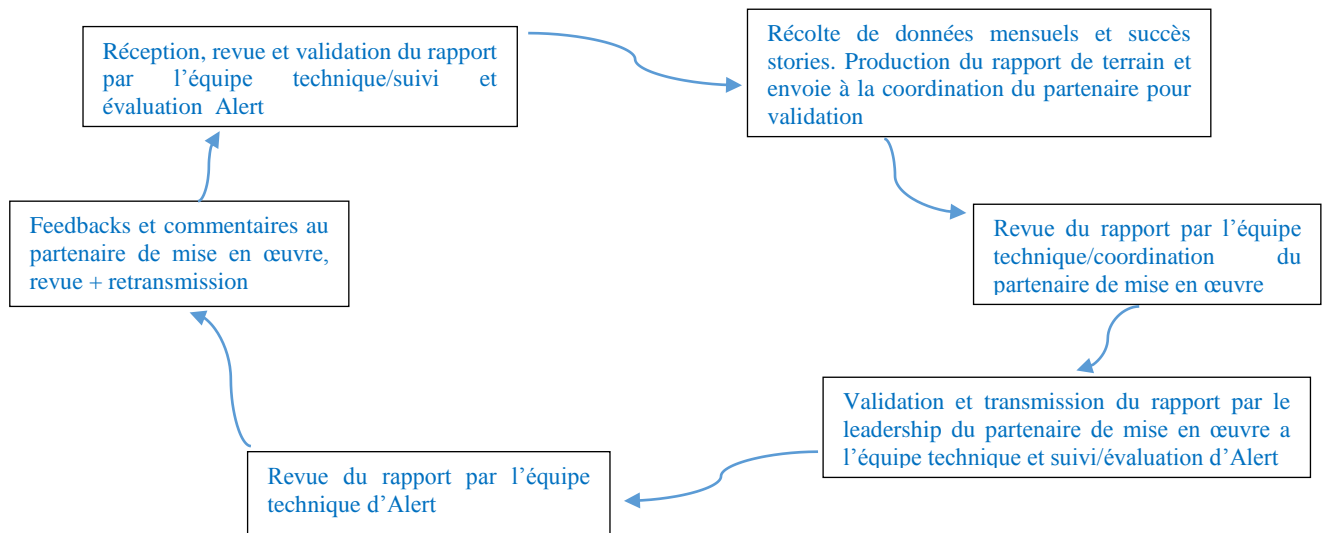 Réception, revue et validation du rapport
par l’équipe technique/suivi et
évaluation Alert
Récolte de données mensuels et succès
stories. Production du rapport de terrain et
envoie à la coordination du partenaire pour
validation
Feedbacks et commentaires au
partenaire de mise en œuvre,
revue + retransmission
Revue du rapport par l’équipe
technique/coordination du
partenaire de mise en œuvre
Validation et transmission du rapport par le
leadership du partenaire de mise en œuvre a
l’équipe technique et suivi/évaluation d’Alert
Revue du rapport par l’équipe
technique d’Alert